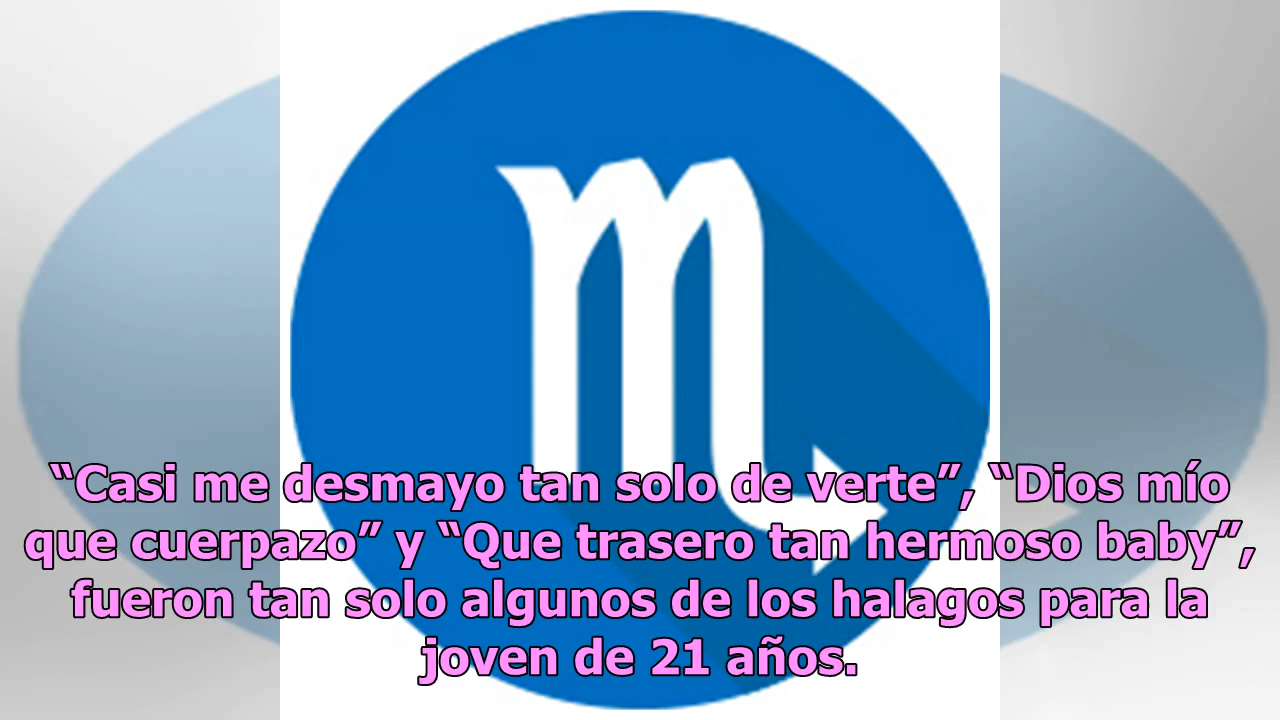 “Casi me desmayo tan solo de verte”, “Dios mío
que cuerpazo” y “Que trasero tan hermoso baby”,
fueron tan solo algunos de los halagos para la
joven de 21 años.